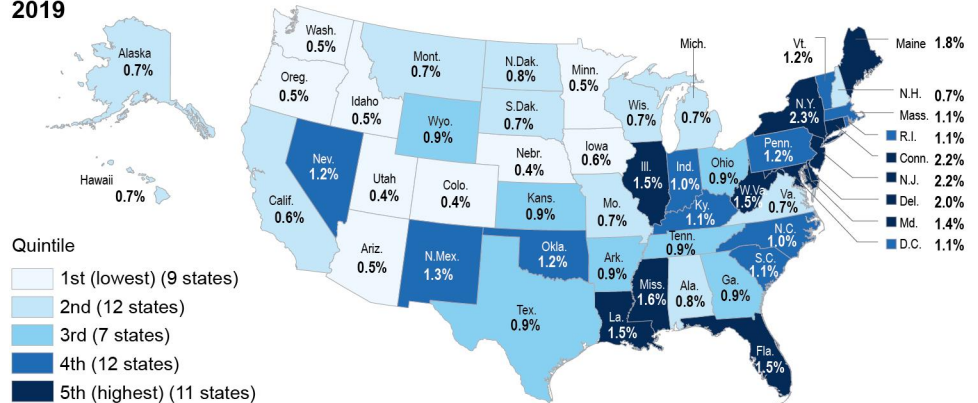 2019
Alaska
0.7%
Hawaii
0.7%
Wash.
0.5%
Oreg.
0.5%
Idaho
0.5%
Mont.
0.7%
Wyo.
0.9%
Nev.
1.2%
Calif.
0.6%
Utah
0.4%
Colo.
0.4%
Ariz.
0.5%
N.Mex.
1.3%
N.Dak.
0.8%
S.Dak.
0.7%
Nebr.
0.4%
Kans.
0.9%
Okla.
1.2%
Tex.
0.9%
Minn.
0.5%
Iowa
0.6%
Mo.
0.7%
Ark.
0.9%
La.
1.5%
Wis.
0.7%
Mich.
0.7%
Ill.
1.5%
Ind.
1.0%
Ohio
0.9%
Ky.
1.1%
Tenn.
0.9%
Miss.
1.6%
Ala.
0.8%
Ga.
0.9%
Fla.
1.5%
S.C.
1.1%
N.C.
1.0%
Va.
0.7%
W.Va
1.5%
Penn.
1.2%
N.Y.
2.3%
Vt.
1.2%
Maine 1.8%
N.H. 0.7%
Mass. 1.1%
R.I. 1.1%
Conn. 2.2%
N.J. 2.2%
Del. 2.0%
Md. 1.4%
D.C. 1.1%
Quintile
1st (lowest) (9 states)
2nd (12 states)
3rd (7 states)
4th (12 states)
5th (highest) (11 states)